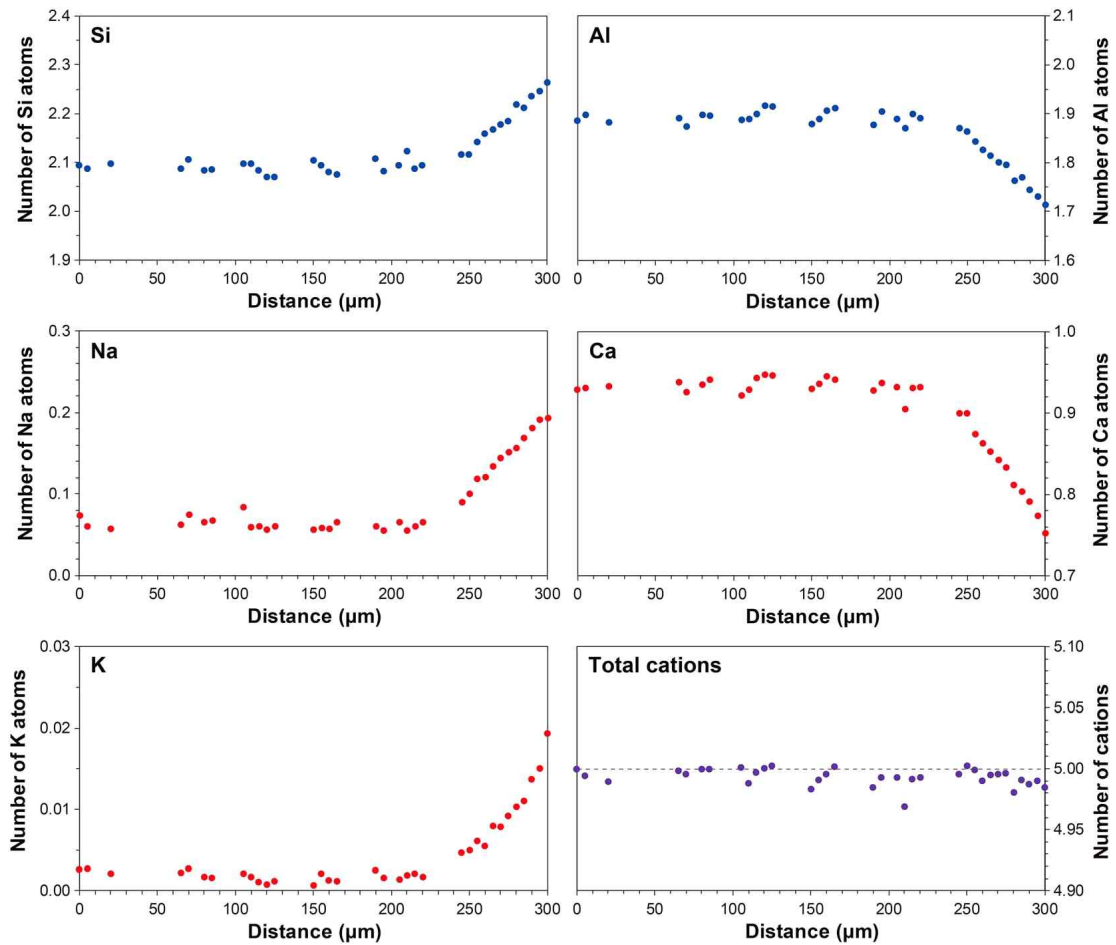 Si
Number of Si atoms
2.4
2.3
2.2
2.1
2.0
1.9
0 50 100 150 200 250 300
Distance (µm)
Al
Number of Al atoms
2.1
2.0
1.9
1.8
1.7
1.6
0 50 100 150 200 250 300
Distance (µm)
Na
Number of Na atoms
0.3
0.2
0.1
0.0
0 50 100 150 200 250 300
Distance (µm)
Ca
Number of Ca atoms
1.0
0.9
0.8
0.7
0 50 100 150 200 250 300
Distance (µm)
K
Number of K atoms
0.03
0.02
0.01
0.00
0 50 100 150 200 250 300
Distance (µm)
Total cations
Number of cations
5.10
5.05
5.00
4.95
4.90
0 50 100 150 200 250 300
Distance (µm)